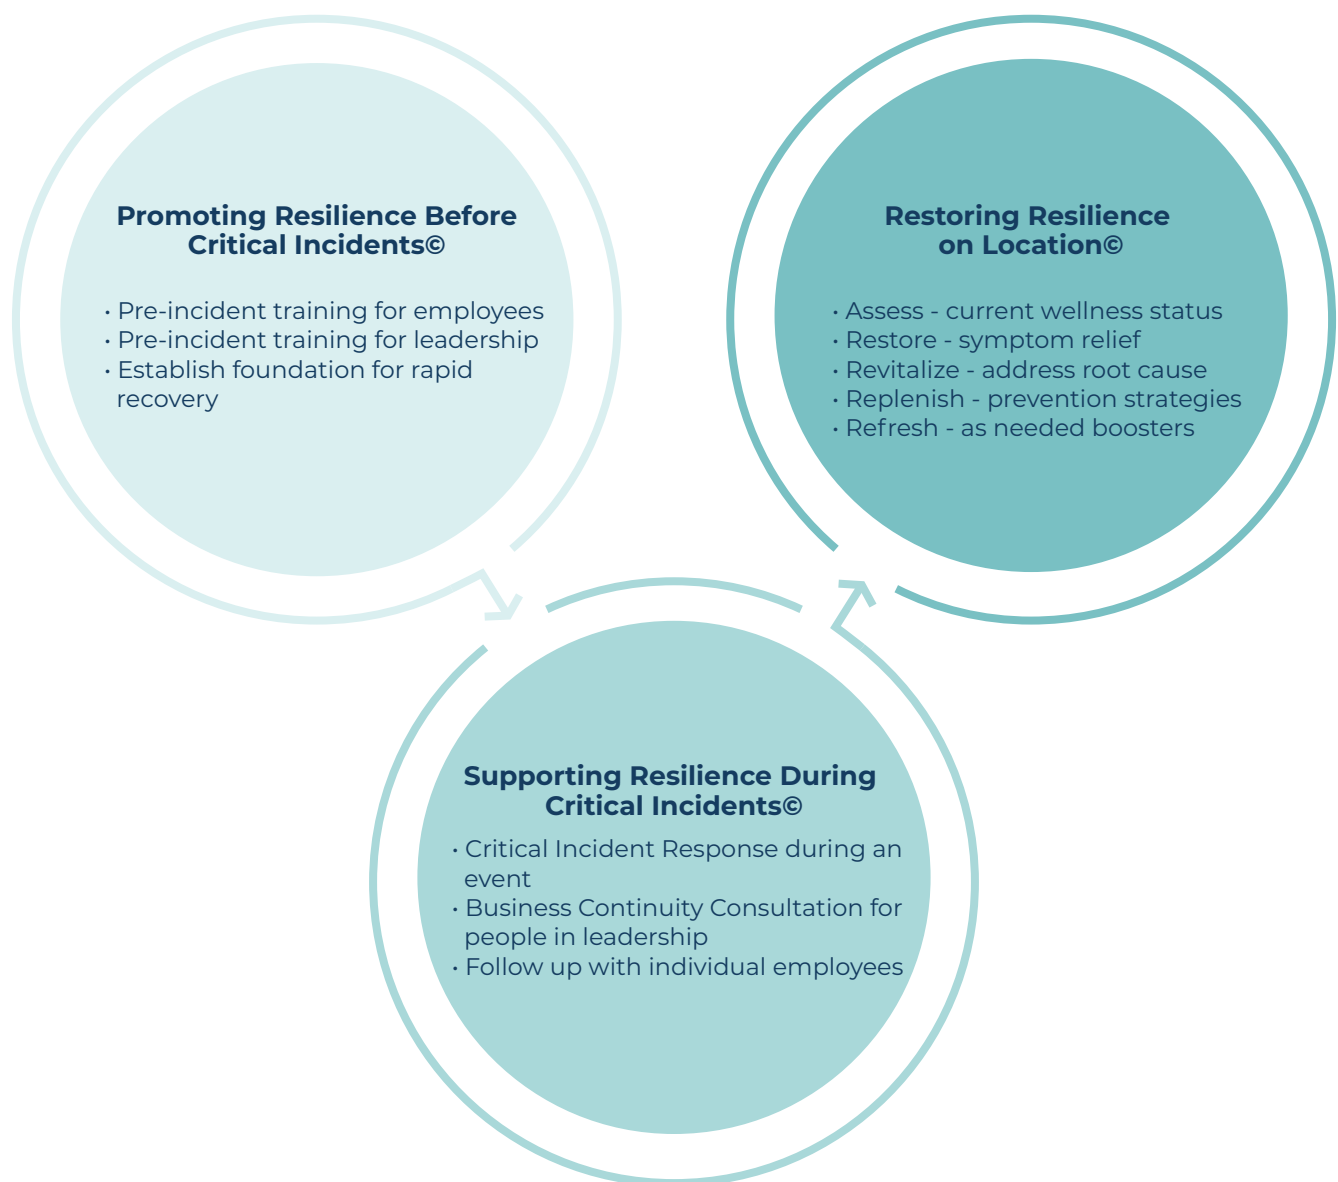 Promoting Resilience Before
Critical Incidents©
• Pre-incident training for employees
• Pre-incident training for leadership
• Establish foundation for rapid
recovery
Supporting Resilience During
Critical Incidents©
• Critical Incident Response during an
event
• Business Continuity Consultation for
people in leadership
• Follow up with individual employees
Restoring Resilience
on Location©
• Assess - current wellness status
• Restore - symptom relief
• Revitalize - address root cause
• Replenish - prevention strategies
• Refresh - as needed boosters